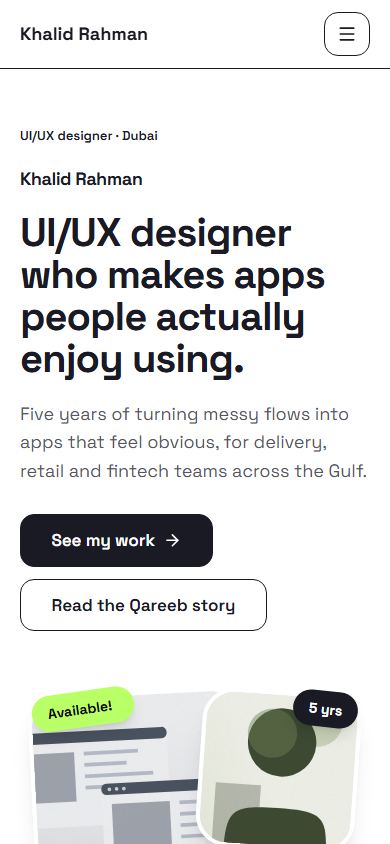 Khalid Rahman
UI/UX designer · Dubai
Khalid Rahman
UI/UX designer
who makes apps
people actually
enjoy using.
Five years of turning messy flows into
apps that feel obvious, for delivery,
retail and fintech teams across the Gulf.
See my work →
Read the Qareeb story
Available!
5 yrs